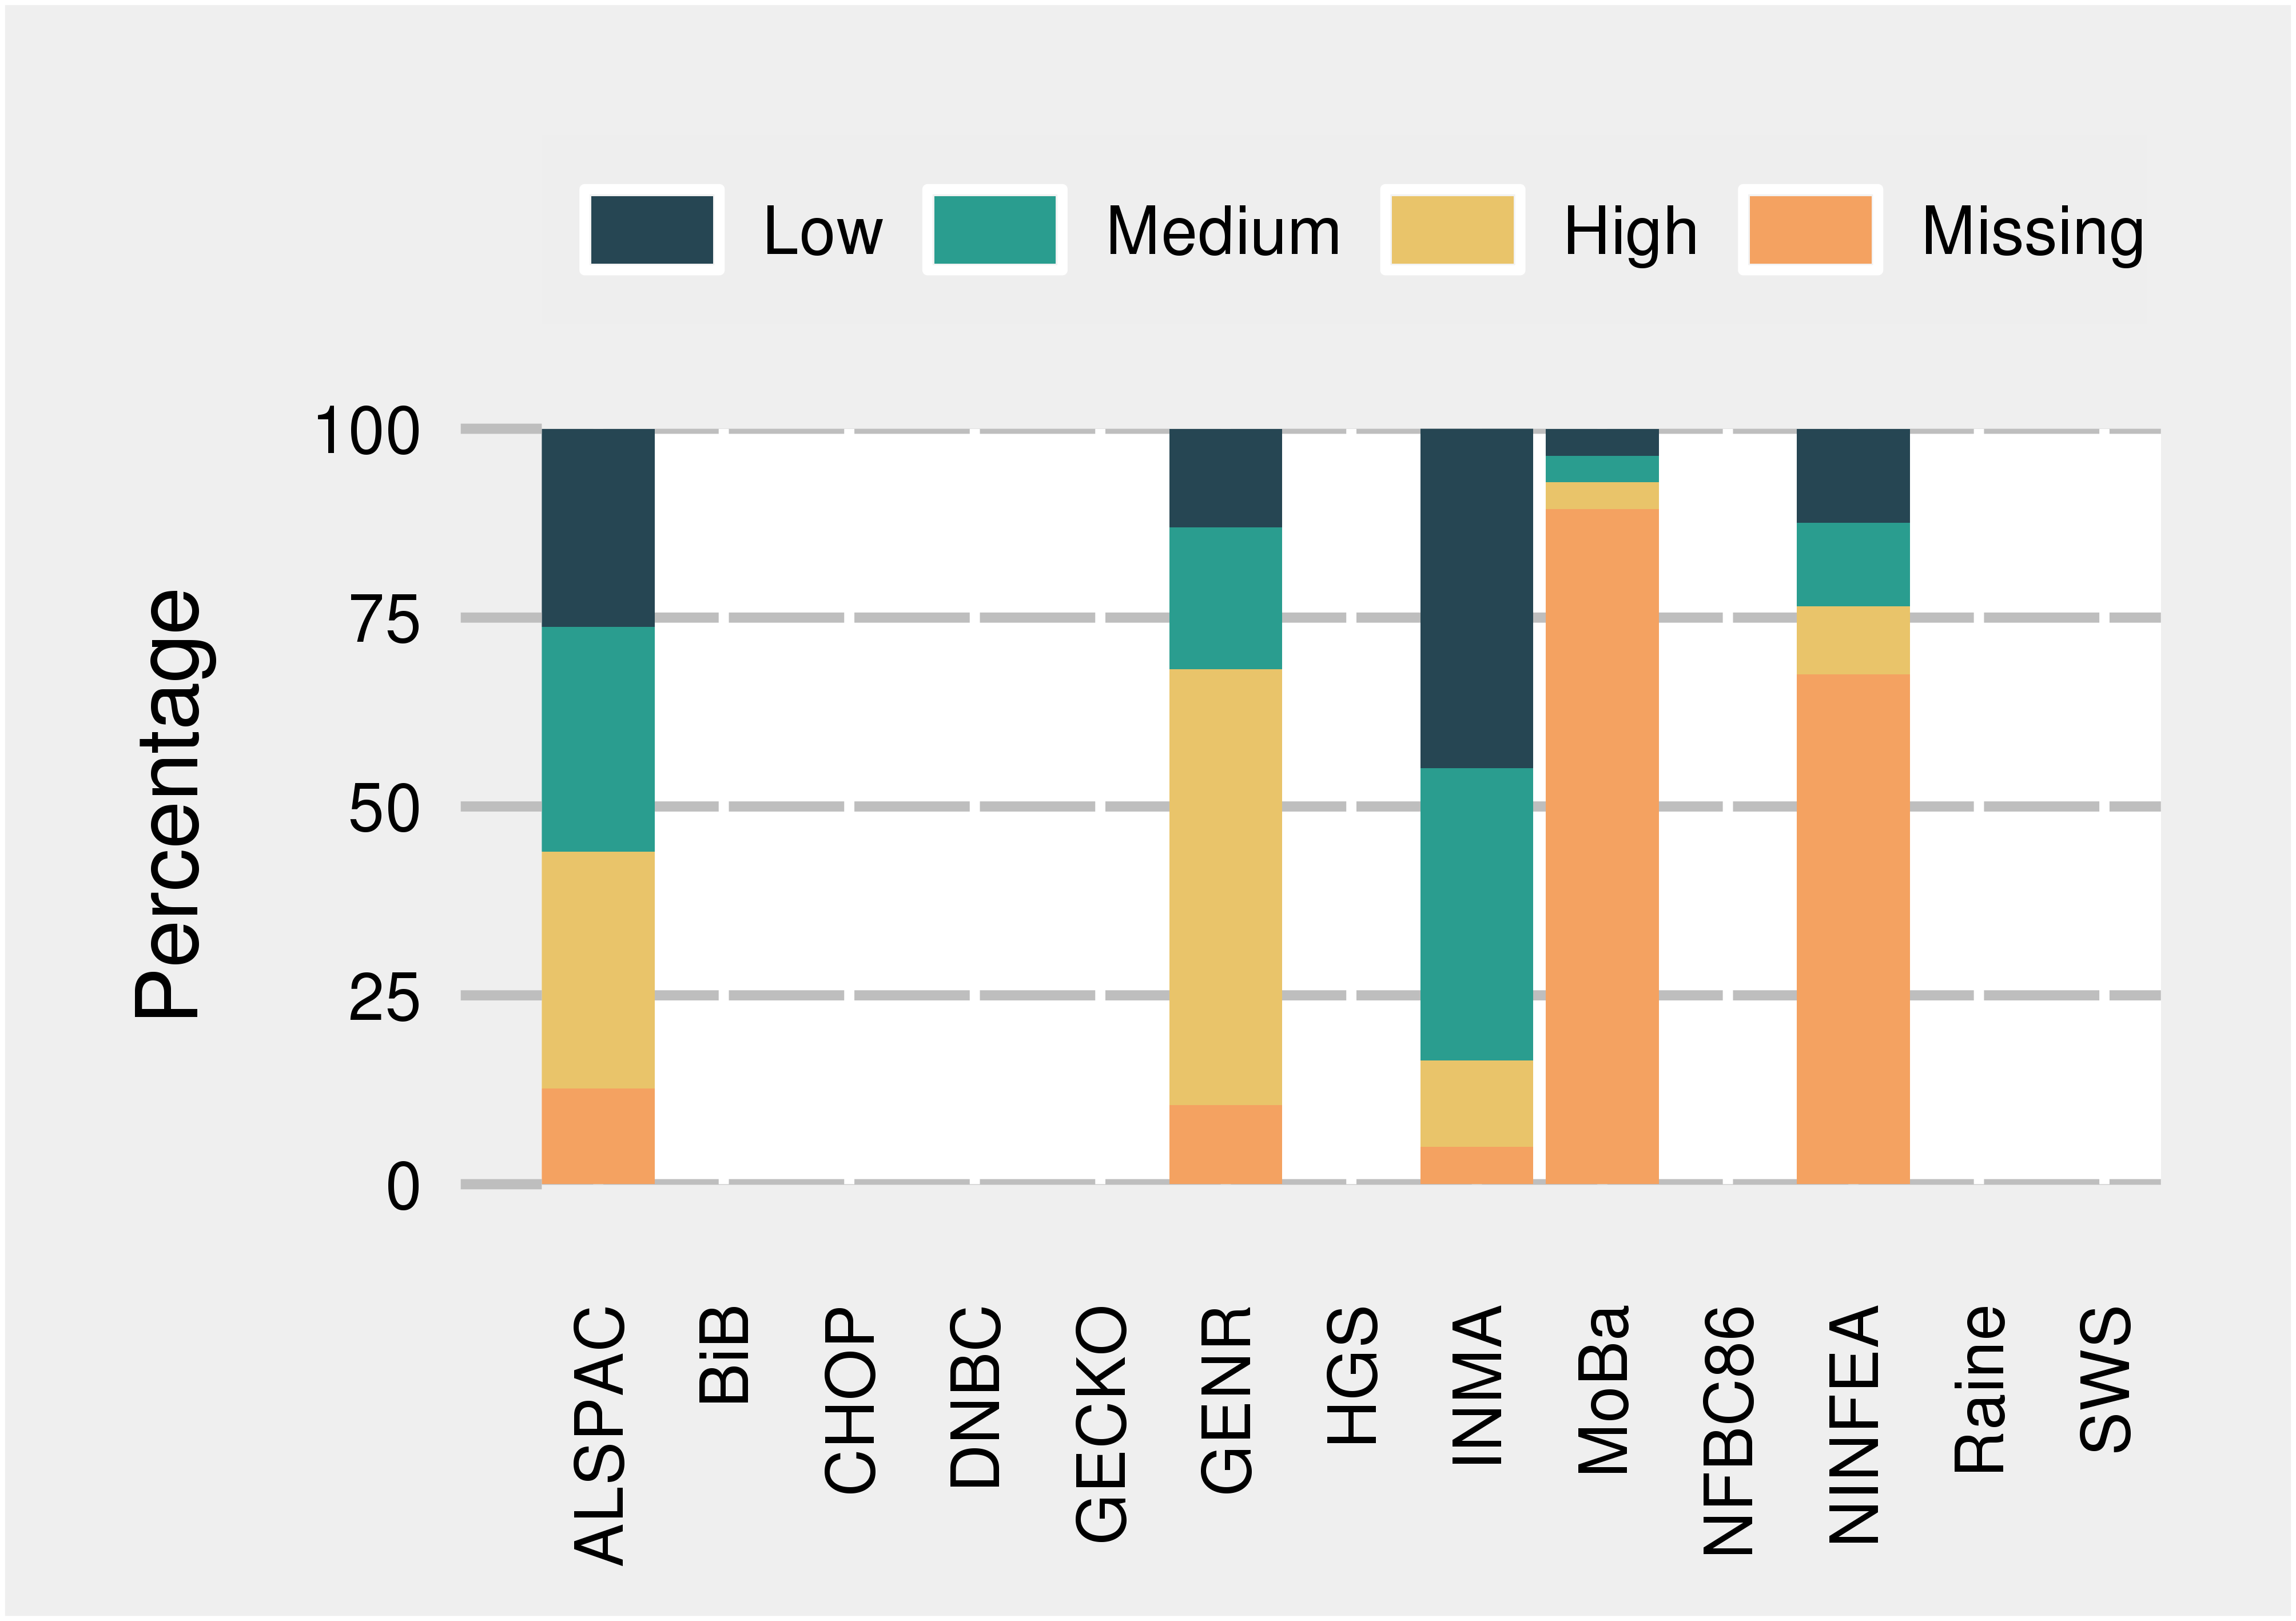 Low Medium High Missing
Percentage
100
75
50
25
0
ALSPAC
BiB
CHOP
DNBC
GECKO
GENR
HGS
INMA
MoBa
NFBC86
NINFEA
Raine
SWS